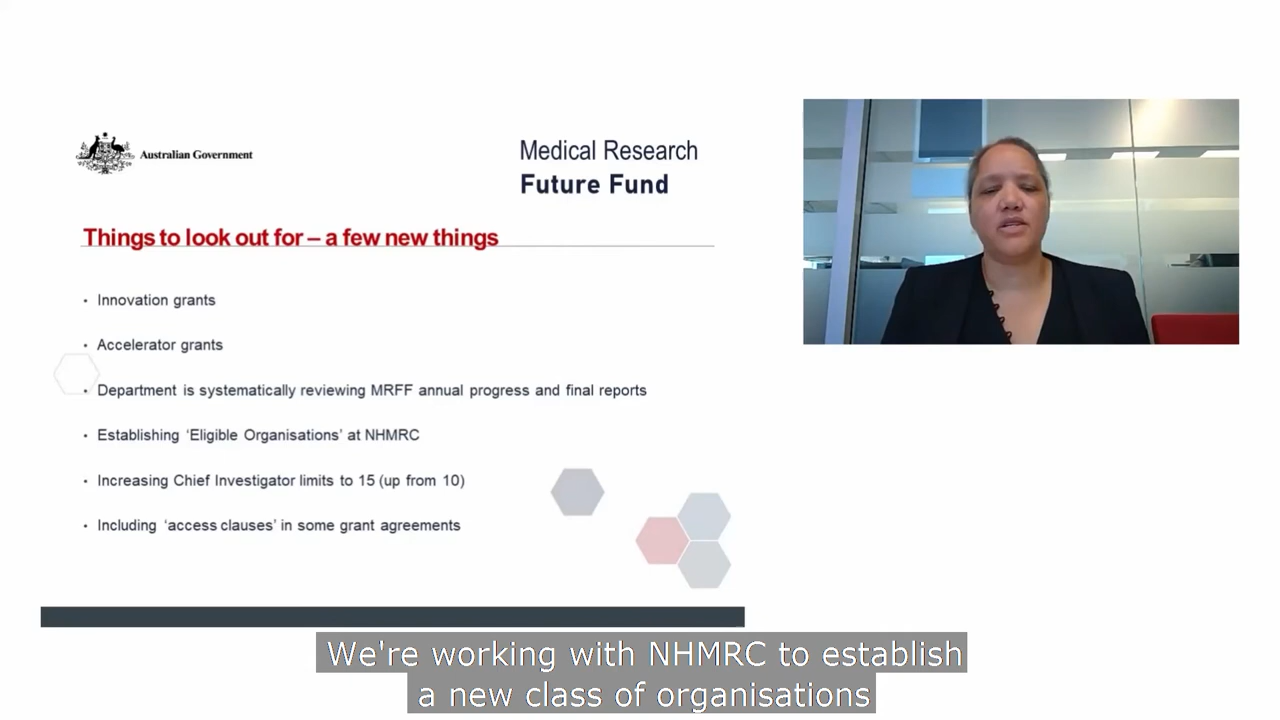 Australian Government
Medical Research
Future Fund
Things to look out for – a few new things
• Innovation grants
• Accelerator grants
• Department is systematically reviewing MRFF annual progress and final reports
• Establishing ‘Eligible Organisations’ at NHMRC
• Increasing Chief Investigator limits to 15 (up from 10)
• Including ‘access clauses’ in some grant agreements
We're working with NHMRC to establish
a new class of organisations